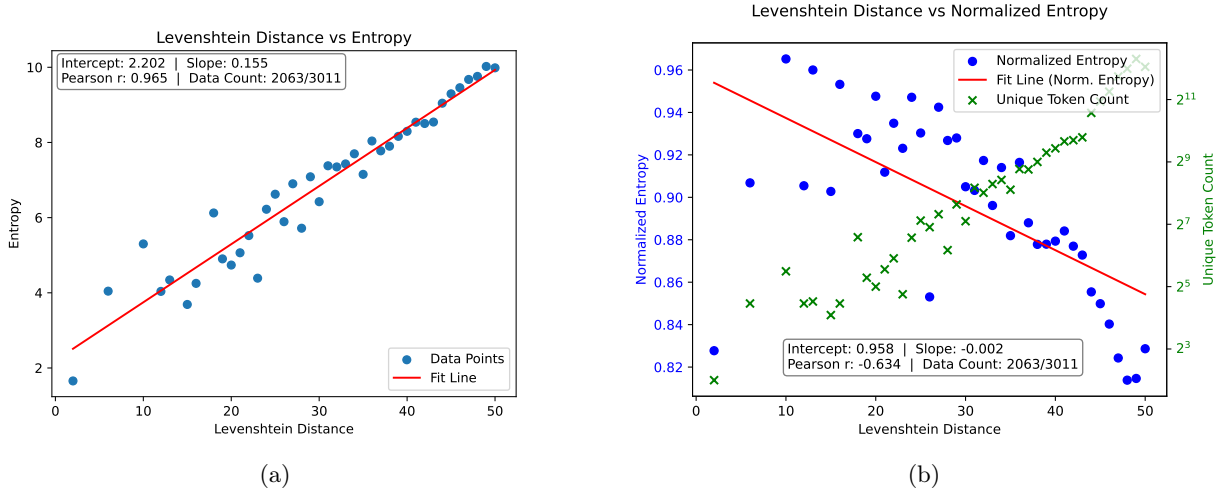 Levenshtein Distance vs Entropy
Intercept: 2.202 | Slope: 0.155
Pearson r: 0.965 | Data Count: 2063/3011
Entropy
10
8
6
4
2
Data Points
Fit Line
0 10 20 30 40 50
Levenshtein Distance
(a)
Levenshtein Distance vs Normalized Entropy
Normalized Entropy
Fit Line (Norm. Entropy)
Unique Token Count
Normalized Entropy
0.96
0.94
0.92
0.90
0.88
0.86
0.84
0.82
Intercept: 0.958 | Slope: -0.002
Pearson r: -0.634 | Data Count: 2063/3011
2¹¹
2⁹
2⁷
2⁵
2³
Unique Token Count
0 10 20 30 40 50
Levenshtein Distance
(b)